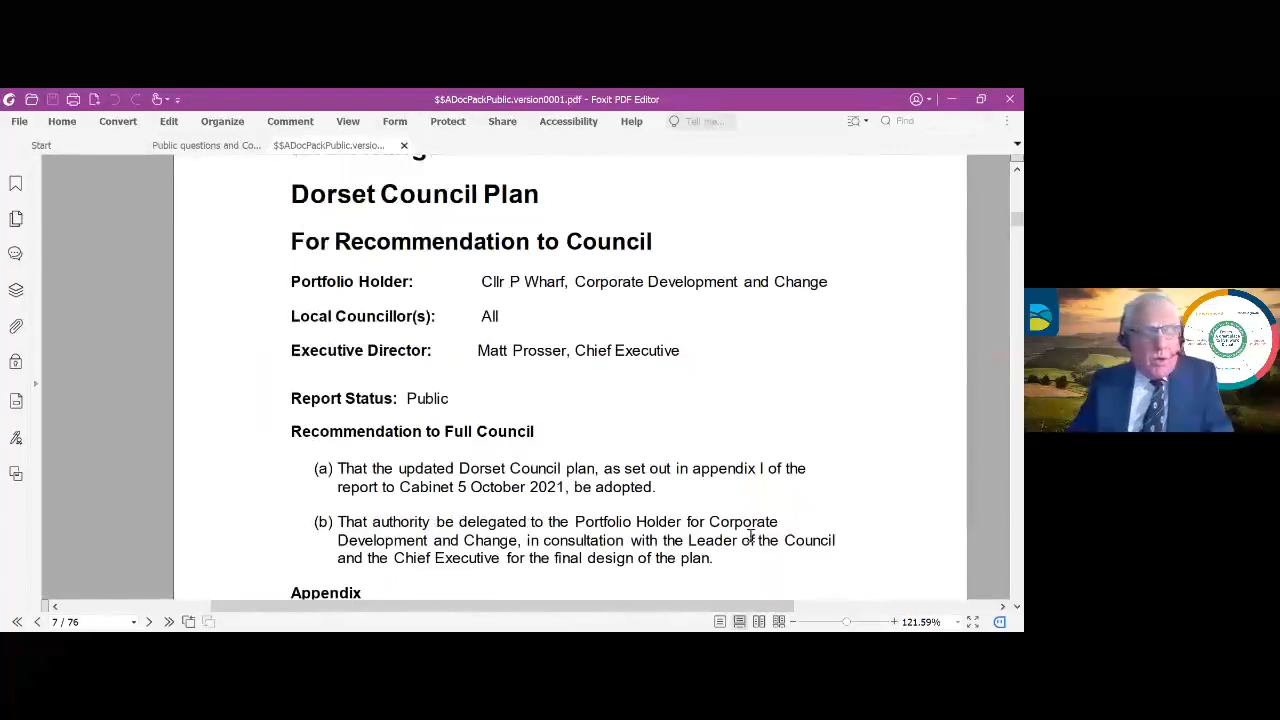 $$ADocPackPublic.version0001.pdf - Foxit PDF Editor
File Home Convert Edit Organize Comment View Form Protect Share Accessibility Help Tell me... Find
Start Public questions and Co... $$ADocPackPublic.versio...
Dorset Council Plan
For Recommendation to Council
Portfolio Holder: Cllr P Wharf, Corporate Development and Change
Local Councillor(s): All
Executive Director: Matt Prosser, Chief Executive
Report Status: Public
Recommendation to Full Council
(a) That the updated Dorset Council plan, as set out in appendix I of the
report to Cabinet 5 October 2021, be adopted.
(b) That authority be delegated to the Portfolio Holder for Corporate
Development and Change, in consultation with the Leader of the Council
and the Chief Executive for the final design of the plan.
Appendix
7 / 76
121.59%